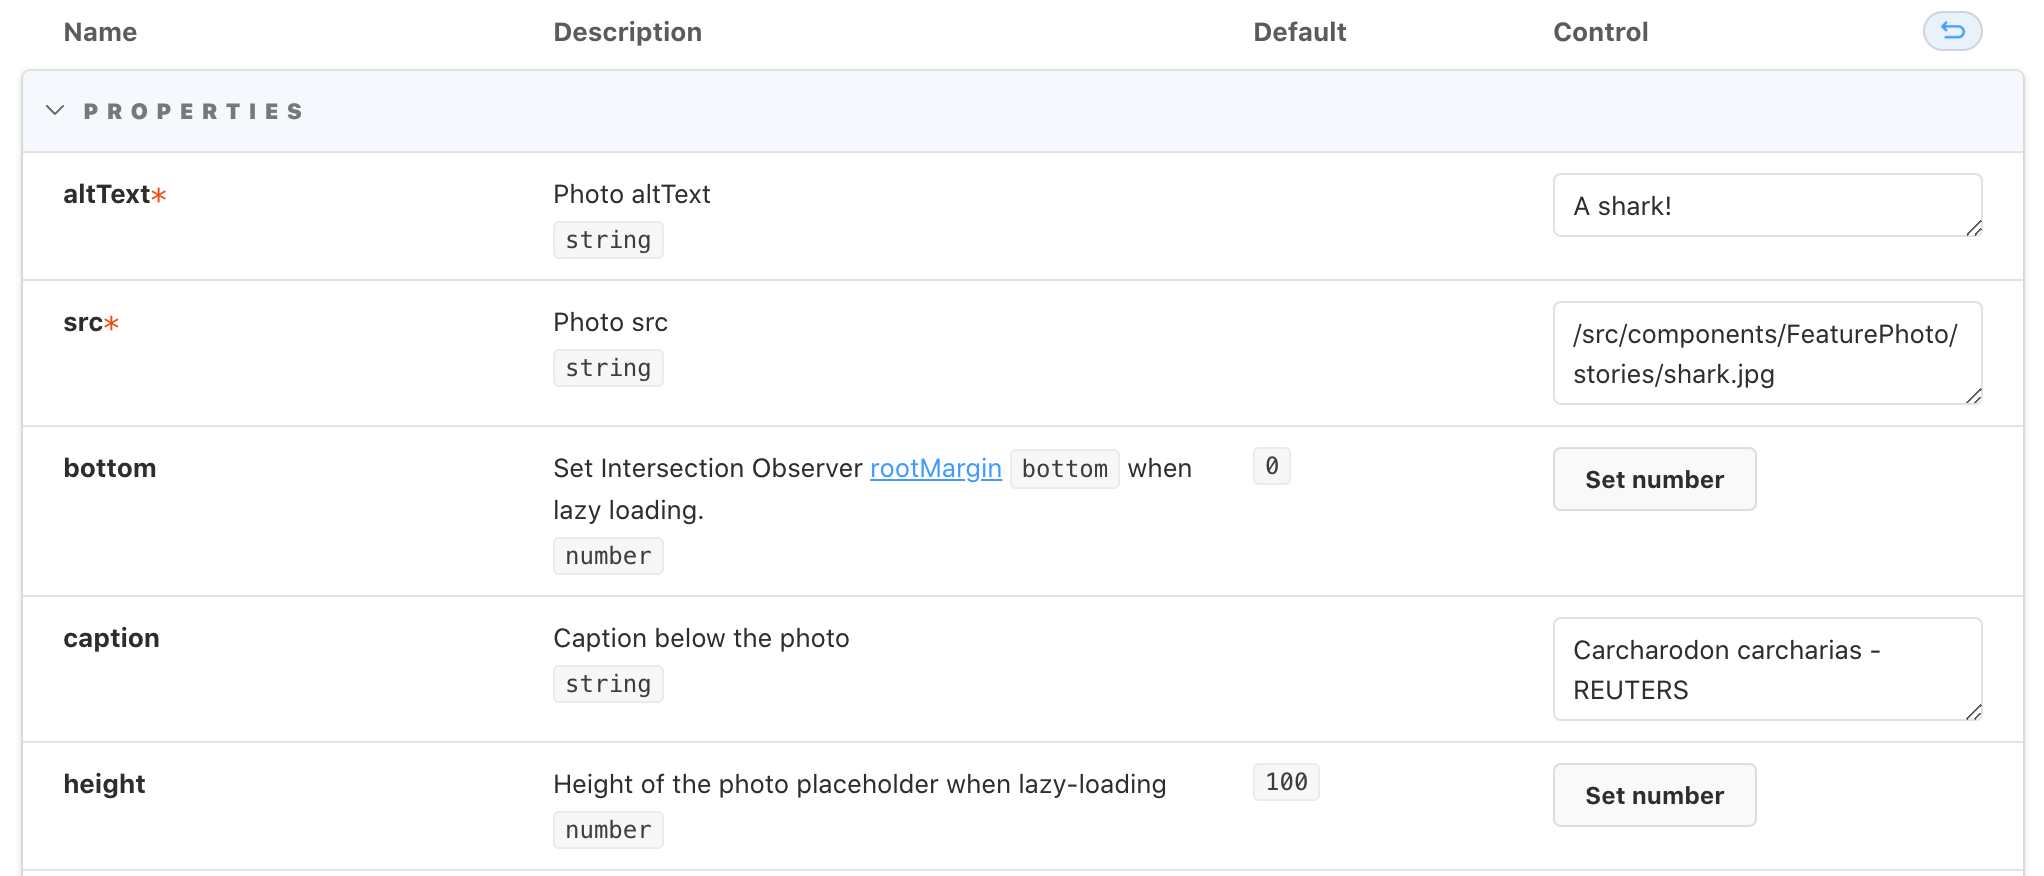 Name Description Default Control
PROPERTIES
altText* Photo altText A shark!
string
src* Photo src /src/components/FeaturePhoto/
string stories/shark.jpg
bottom Set Intersection Observer rootMargin bottom when 0 Set number
lazy loading.
number
caption Caption below the photo Carcharodon carcharias -
string REUTERS
height Height of the photo placeholder when lazy-loading 100 Set number
number